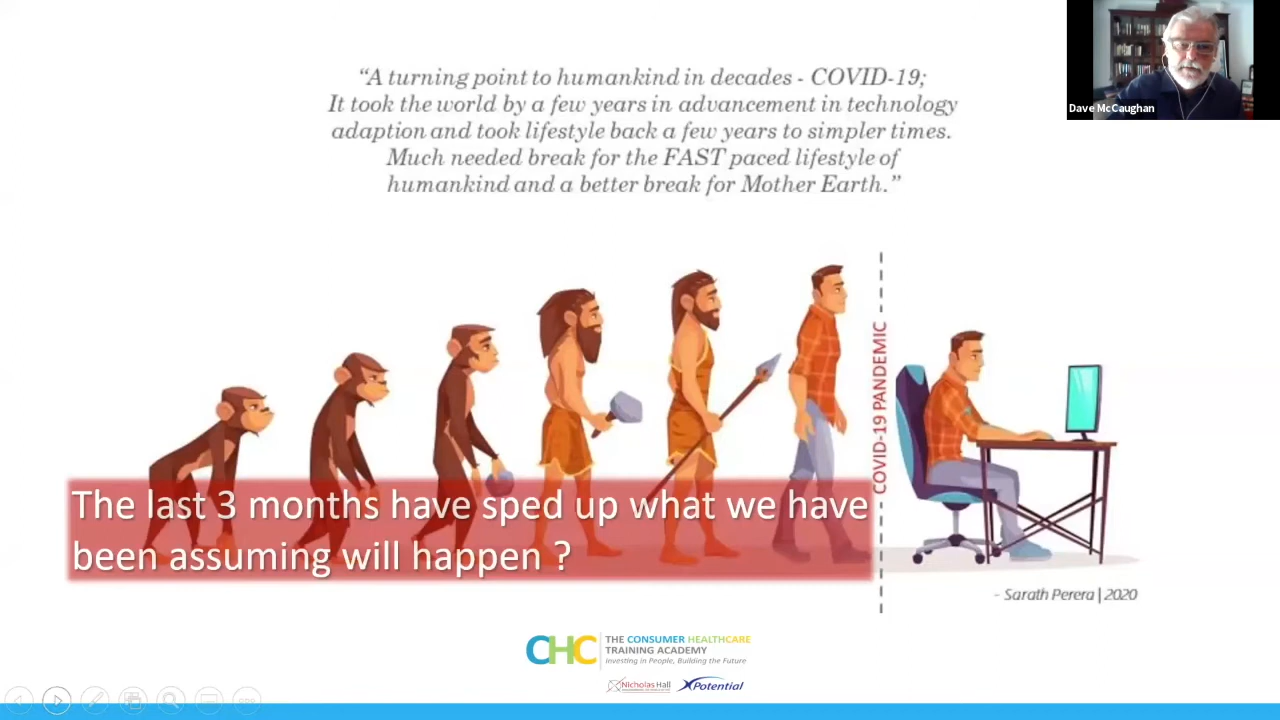 Dave McCaughan
“A turning point to humankind in decades - COVID-19;
It took the world by a few years in advancement in technology
adaption and took lifestyle back a few years to simpler times.
Much needed break for the FAST paced lifestyle of
humankind and a better break for Mother Earth.”
COVID-19 PANDEMIC
The last 3 months have sped up what we have
been assuming will happen ?
- Sarath Perera | 2020
CHC
THE CONSUMER HEALTHCARE
TRAINING ACADEMY
Investing in People, Building the Future
Nicholas Hall
XPotential